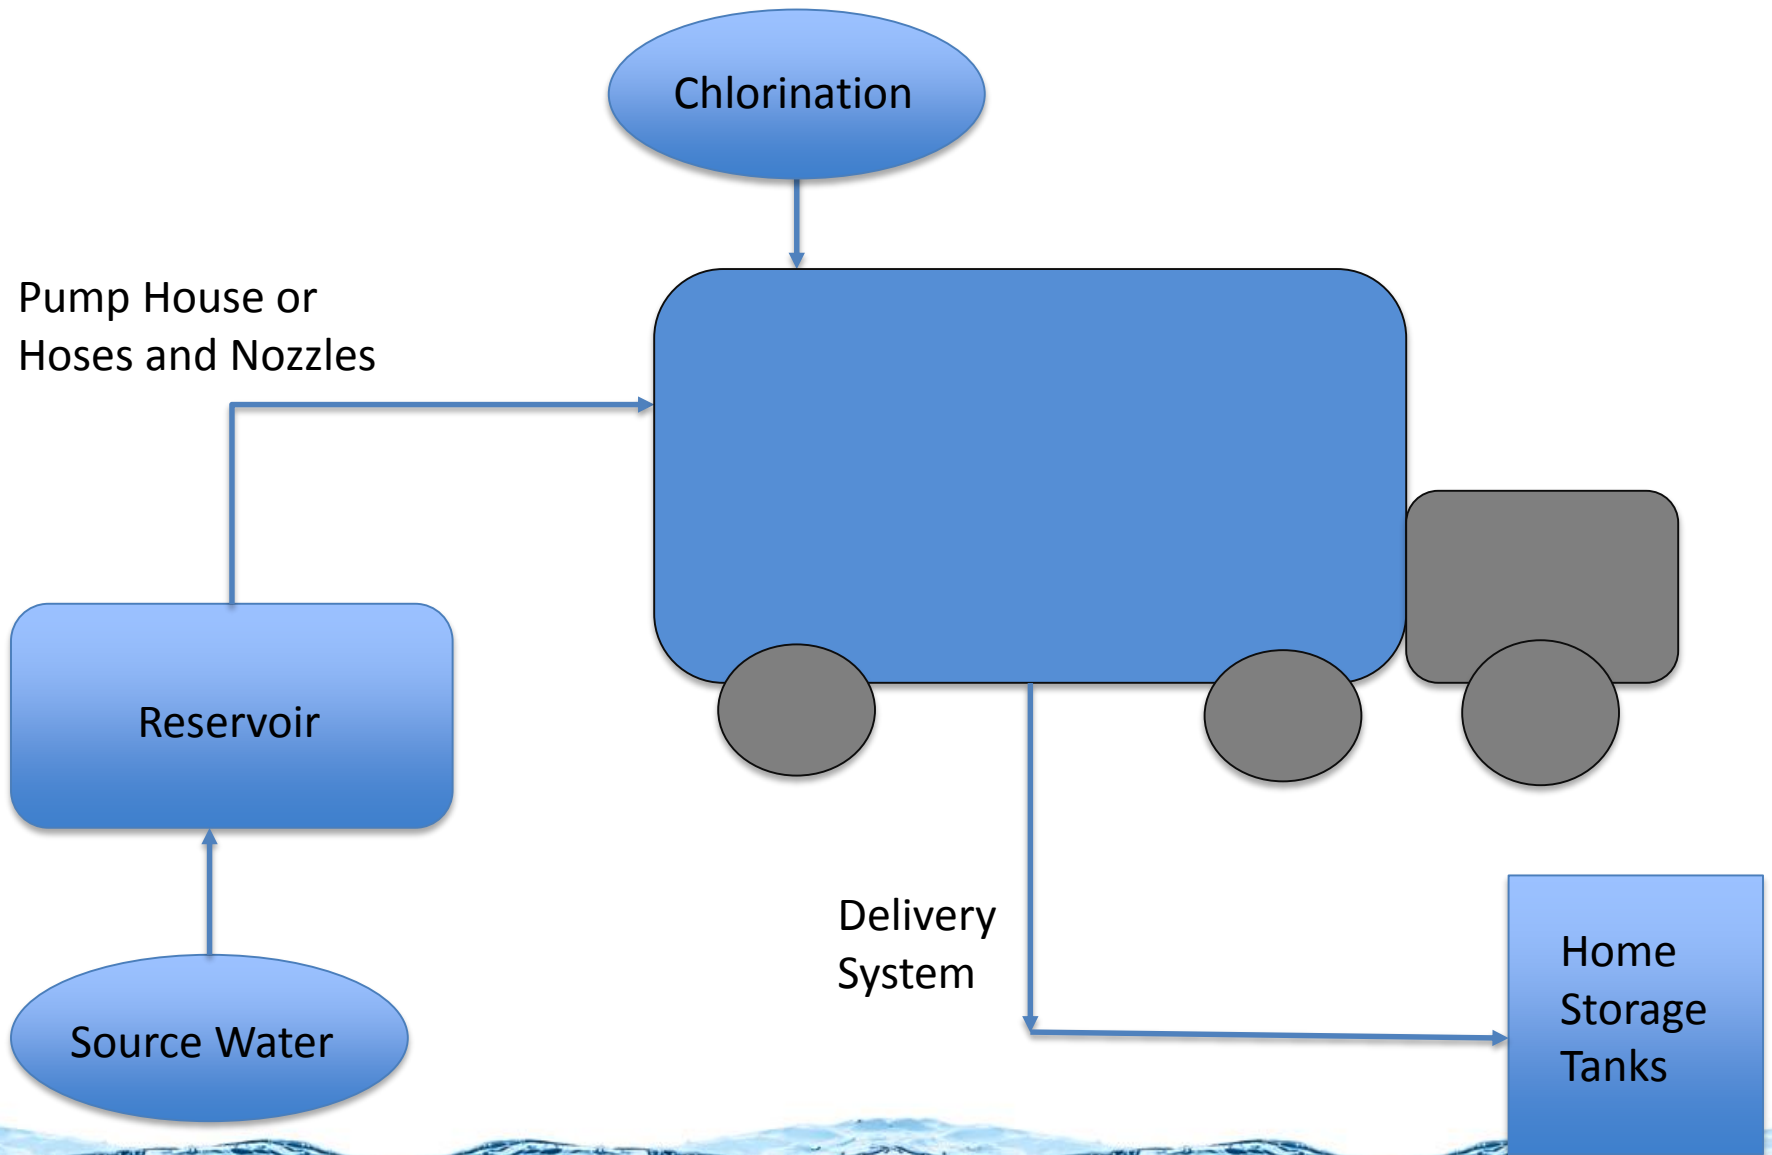 Chlorination
Pump House or
Hoses and Nozzles
Reservoir
Source Water
Delivery
System
Home
Storage
Tanks